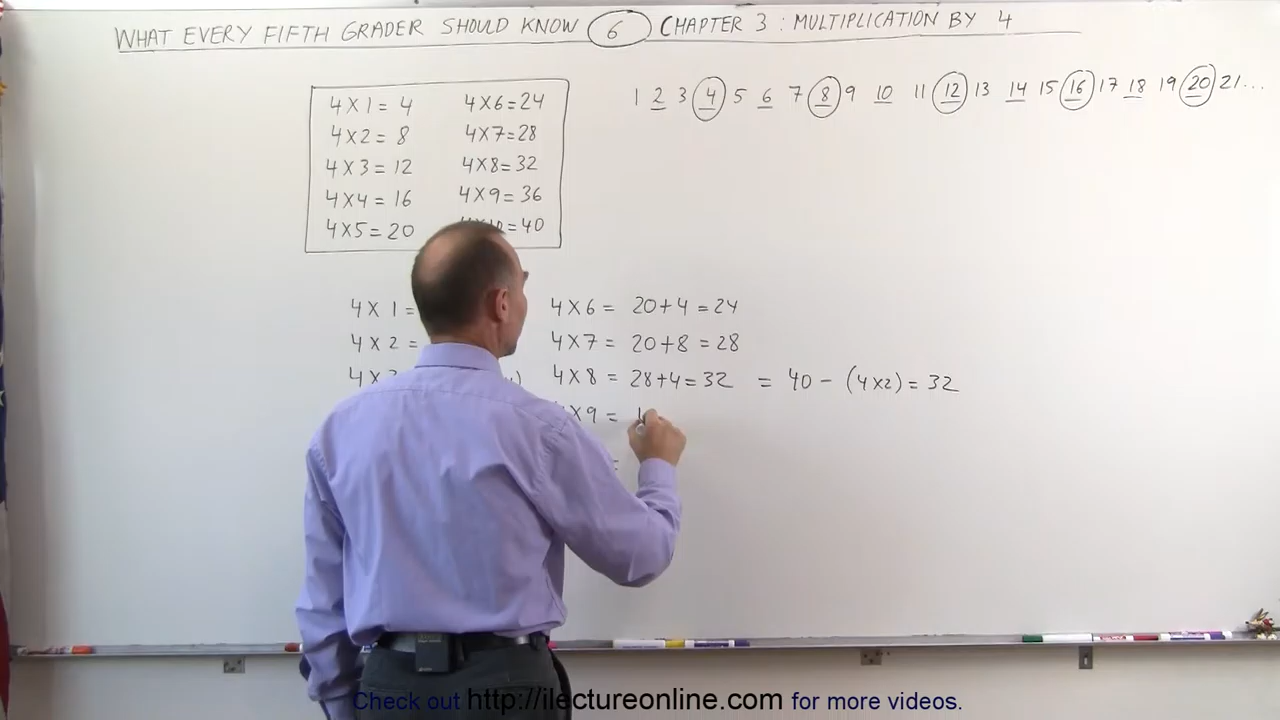 WHAT EVERY FIFTH GRADER SHOULD KNOW 6 CHAPTER 3 : MULTIPLICATION BY 4
1 2 3 4 5 6 7 8 9 10 11 12 13 14 15 16 17 18 19 20 21...
4 X 1 = 4 4 X 6 = 24
4 X 2 = 8 4 X 7 = 28
4 X 3 = 12 4 X 8 = 32
4 X 4 = 16 4 X 9 = 36
4 X 5 = 20 = 40
4 X 1 = 4 X 6 = 20 + 4 = 24
4 X 2 = 4 X 7 = 20 + 8 = 28
4 X 4 X 8 = 28 + 4 = 32 = 40 - (4 X 2) = 32
X 9 =
Check out http://ilectureonline.com for more videos.